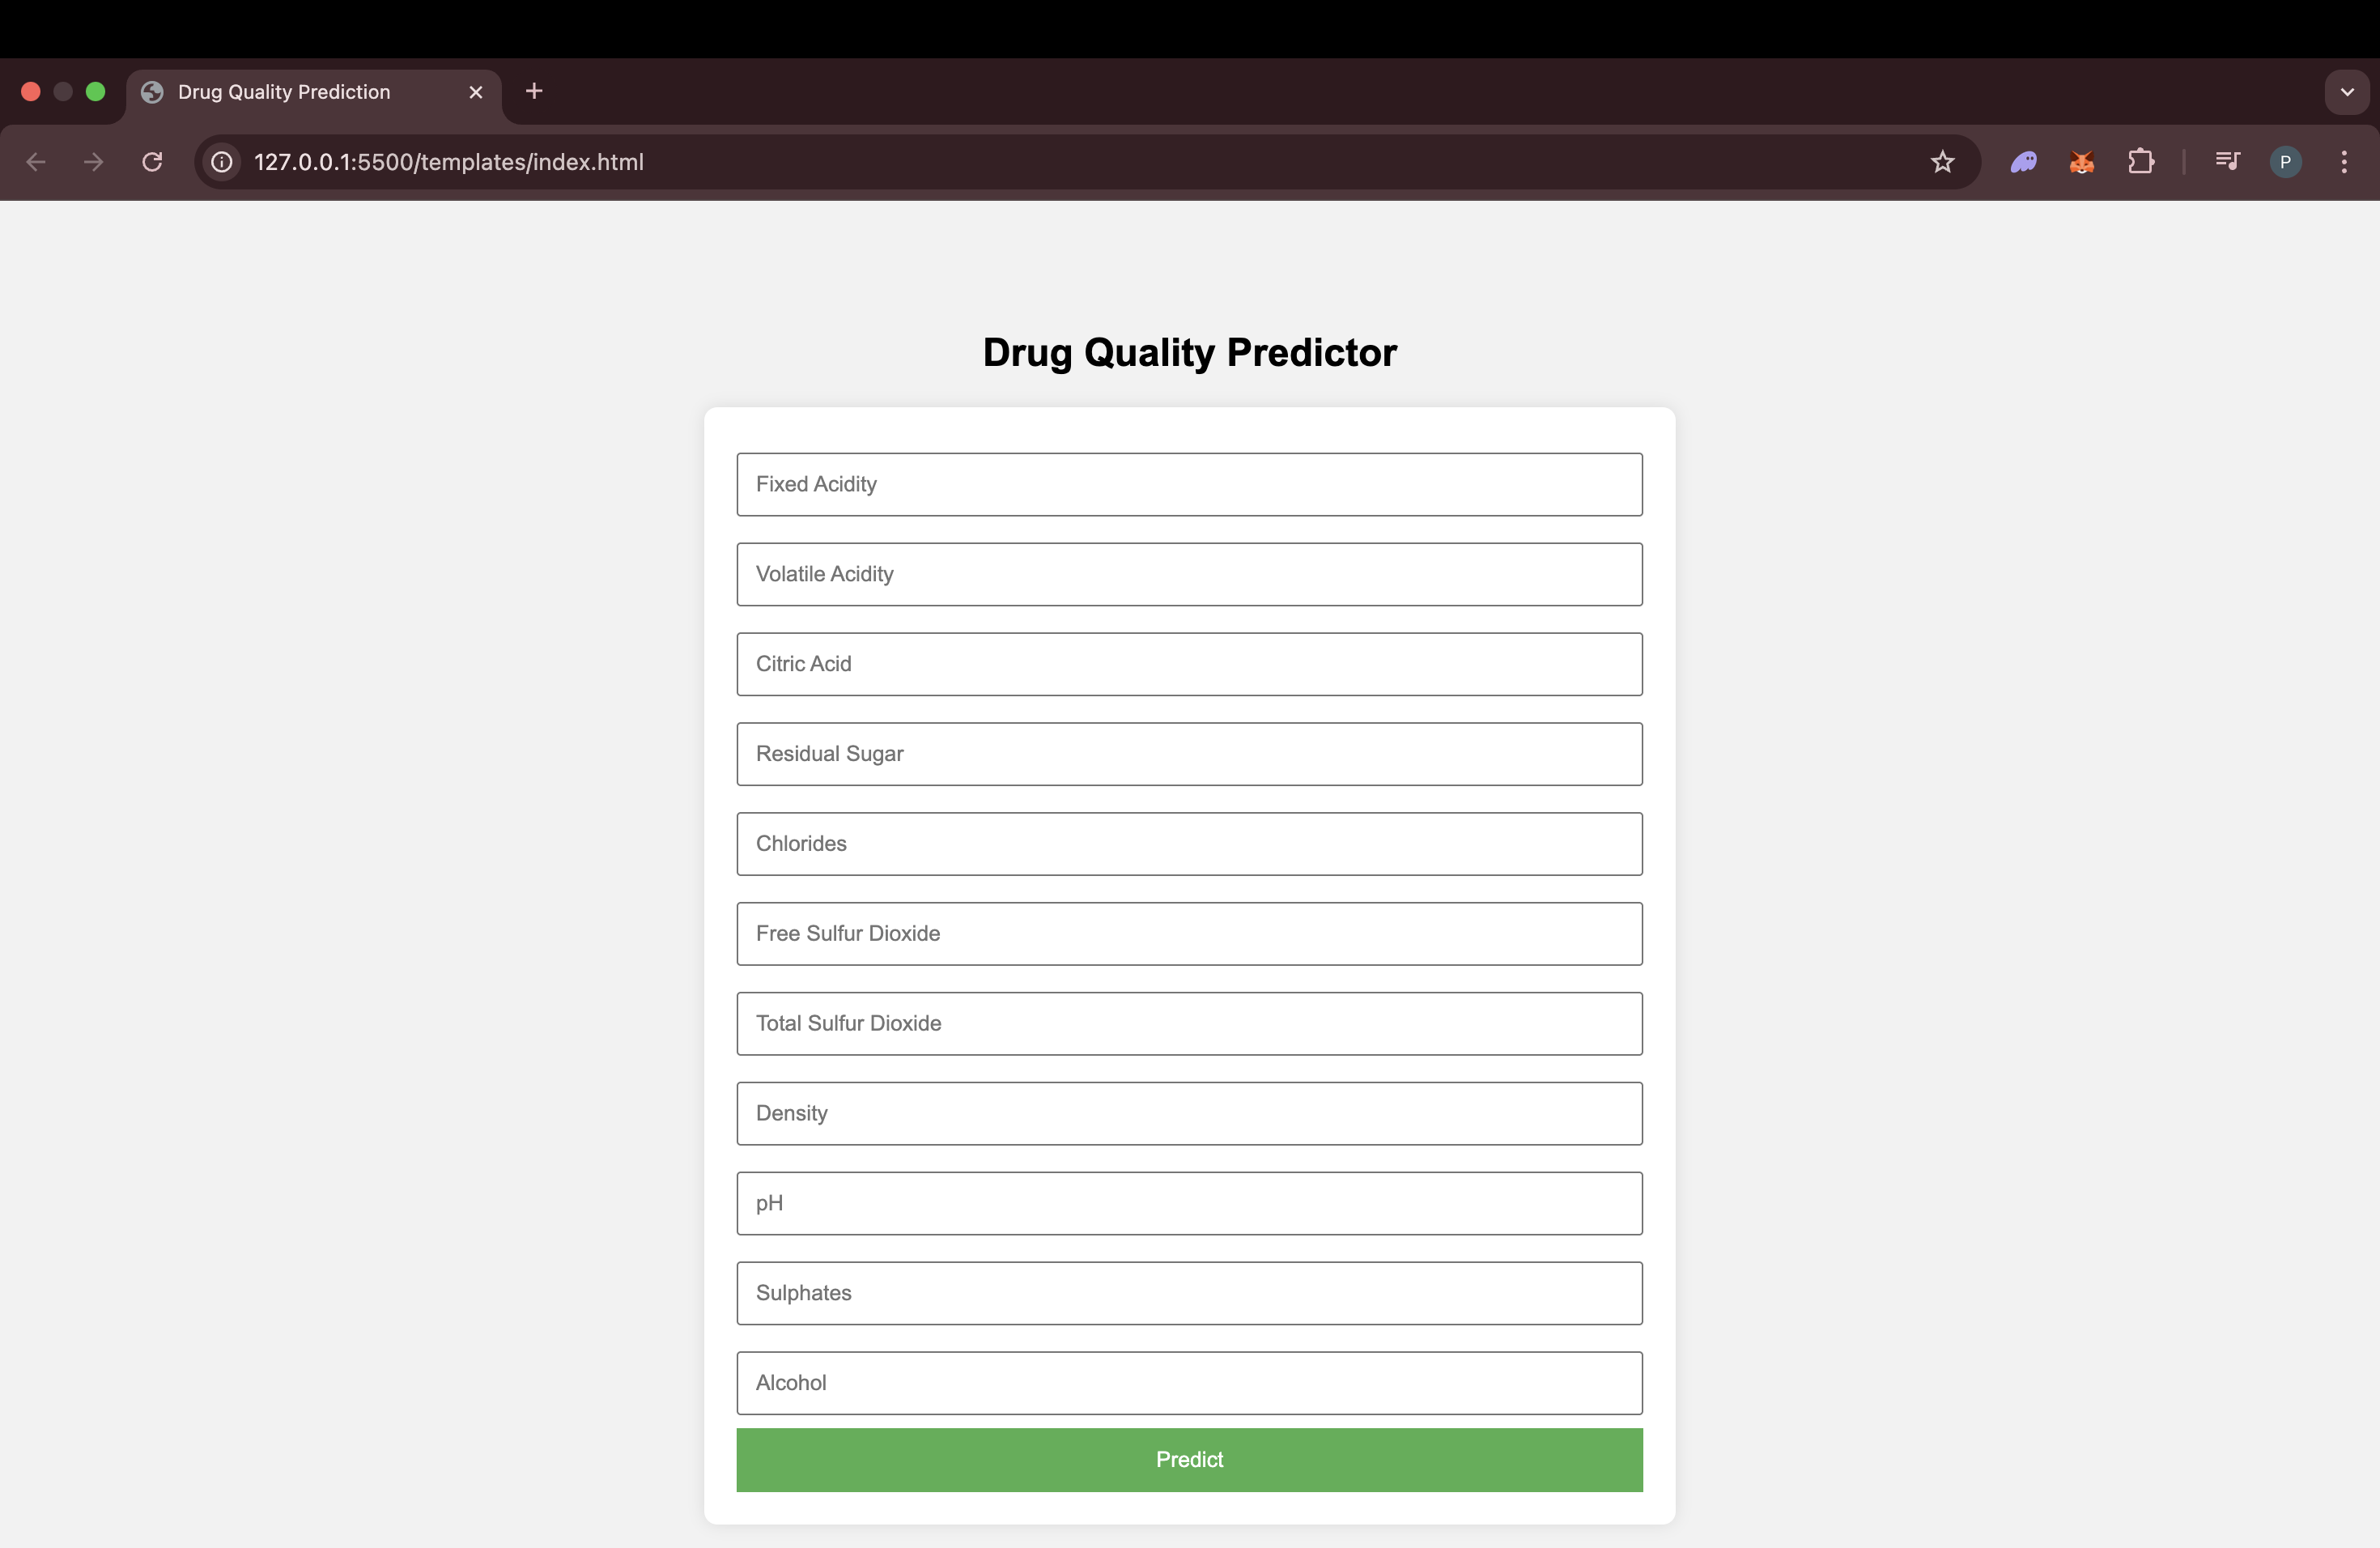 Drug Quality Prediction
127.0.0.1:5500/templates/index.html
P
Drug Quality Predictor
Fixed Acidity
Volatile Acidity
Citric Acid
Residual Sugar
Chlorides
Free Sulfur Dioxide
Total Sulfur Dioxide
Density
pH
Sulphates
Alcohol
Predict